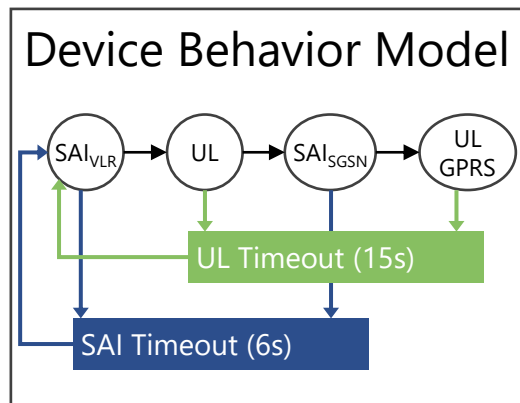 Device Behavior Model
SAIVLR
UL
SAISGSN
UL
GPRS
UL Timeout (15s)
SAI Timeout (6s)